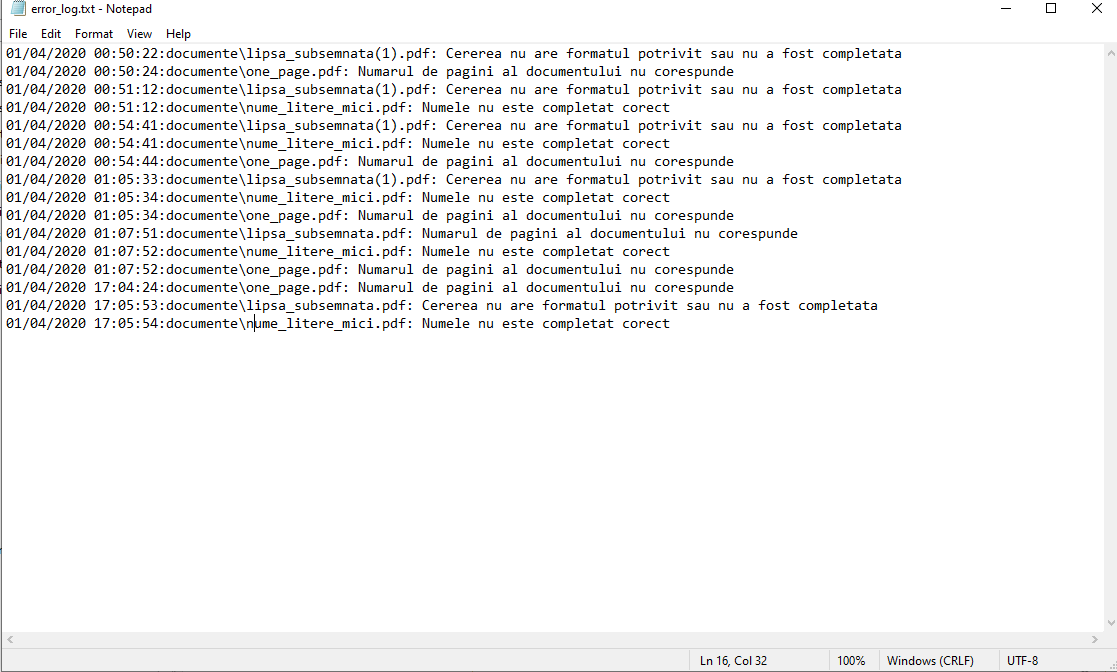 error_log.txt - Notepad
File Edit Format View Help
01/04/2020 00:50:22:documente\lipsa_subsemnata(1).pdf: Cererea nu are formatul potrivit sau nu a fost completata
01/04/2020 00:50:24:documente\one_page.pdf: Numarul de pagini al documentului nu corespunde
01/04/2020 00:51:12:documente\lipsa_subsemnata(1).pdf: Cererea nu are formatul potrivit sau nu a fost completata
01/04/2020 00:51:12:documente\nume_litere_mici.pdf: Numele nu este completat corect
01/04/2020 00:54:41:documente\lipsa_subsemnata(1).pdf: Cererea nu are formatul potrivit sau nu a fost completata
01/04/2020 00:54:41:documente\nume_litere_mici.pdf: Numele nu este completat corect
01/04/2020 00:54:44:documente\one_page.pdf: Numarul de pagini al documentului nu corespunde
01/04/2020 01:05:33:documente\lipsa_subsemnata(1).pdf: Cererea nu are formatul potrivit sau nu a fost completata
01/04/2020 01:05:34:documente\nume_litere_mici.pdf: Numele nu este completat corect
01/04/2020 01:05:34:documente\one_page.pdf: Numarul de pagini al documentului nu corespunde
01/04/2020 01:07:51:documente\lipsa_subsemnata.pdf: Numarul de pagini al documentului nu corespunde
01/04/2020 01:07:52:documente\nume_litere_mici.pdf: Numele nu este completat corect
01/04/2020 01:07:52:documente\one_page.pdf: Numarul de pagini al documentului nu corespunde
01/04/2020 17:04:24:documente\one_page.pdf: Numarul de pagini al documentului nu corespunde
01/04/2020 17:05:53:documente\lipsa_subsemnata.pdf: Cererea nu are formatul potrivit sau nu a fost completata
01/04/2020 17:05:54:documente\nume_litere_mici.pdf: Numele nu este completat corect
Ln 16, Col 32 100% Windows (CRLF) UTF-8